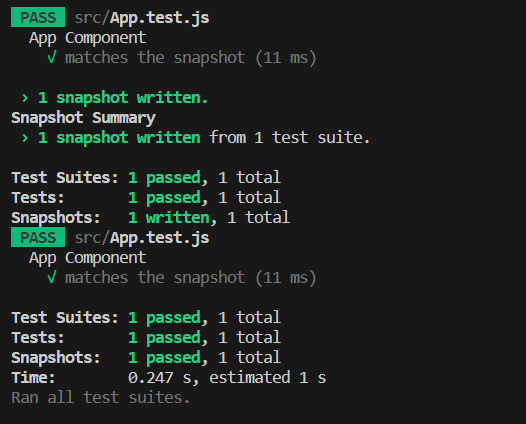 PASS src/App.test.js
App Component
√ matches the snapshot (11 ms)
› 1 snapshot written.
Snapshot Summary
› 1 snapshot written from 1 test suite.
Test Suites: 1 passed, 1 total
Tests: 1 passed, 1 total
Snapshots: 1 written, 1 total
PASS src/App.test.js
App Component
√ matches the snapshot (11 ms)
Test Suites: 1 passed, 1 total
Tests: 1 passed, 1 total
Snapshots: 1 passed, 1 total
Time: 0.247 s, estimated 1 s
Ran all test suites.